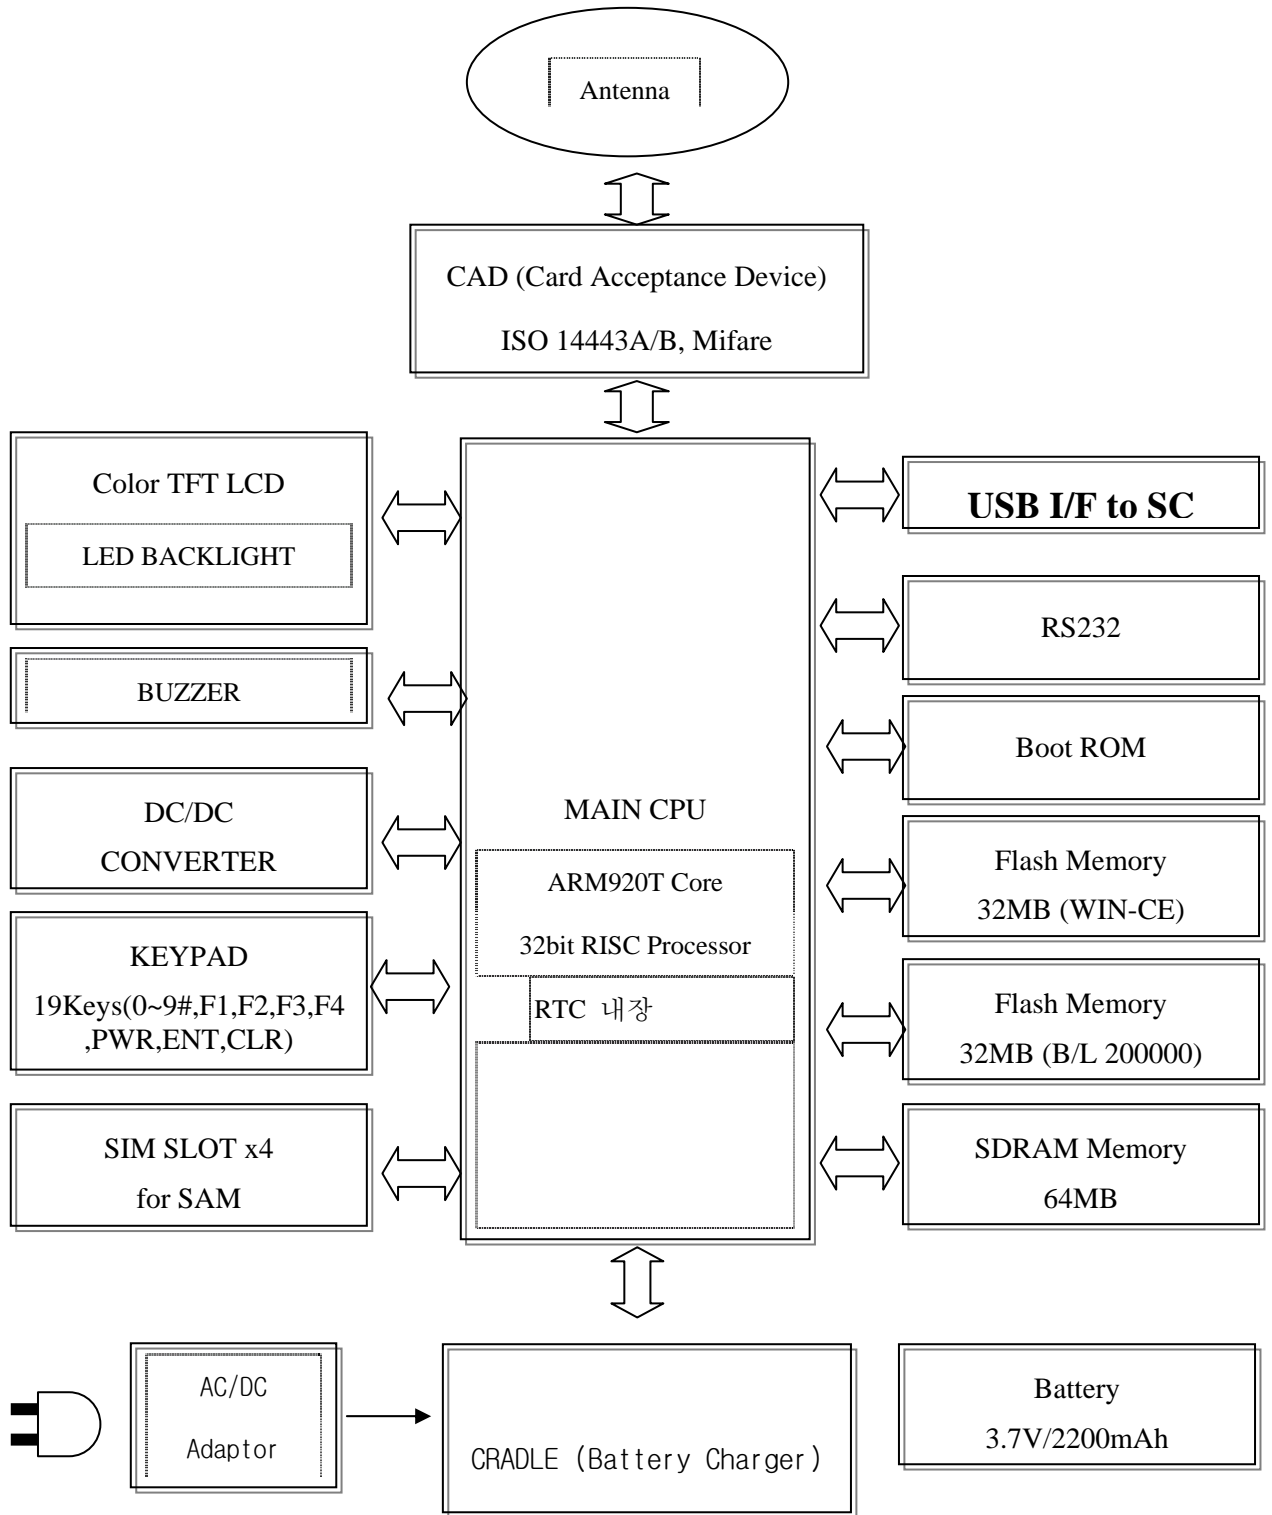 Antenna
CAD (Card Acceptance Device)
ISO 14443A/B, Mifare
Color TFT LCD
LED BACKLIGHT
BUZZER
DC/DC
CONVERTER
KEYPAD
19Keys(0~9#,F1,F2,F3,F4
,PWR,ENT,CLR)
SIM SLOT x4
for SAM
MAIN CPU
ARM920T Core
32bit RISC Processor
RTC 내장
USB I/F to SC
RS232
Boot ROM
Flash Memory
32MB (WIN-CE)
Flash Memory
32MB (B/L 200000)
SDRAM Memory
64MB
AC/DC
Adaptor
CRADLE (Battery Charger)
Battery
3.7V/2200mAh